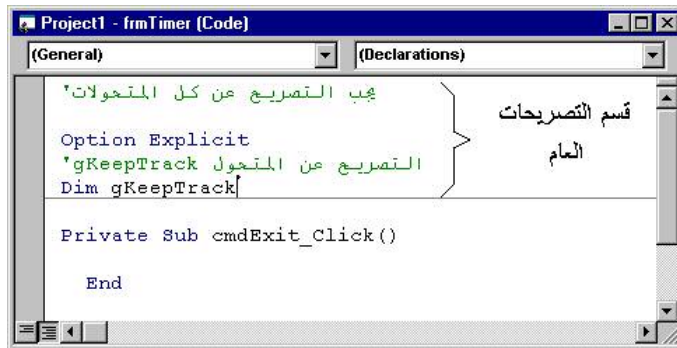 Project1 - frmTimer (Code)
(General) (Declarations)
'يجب التصريح عن كل المتحولات
Option Explicit
'التصريح عن المتحول gKeepTrack
Dim gKeepTrack
قسم التصريحات
العام
Private Sub cmdExit_Click()
End